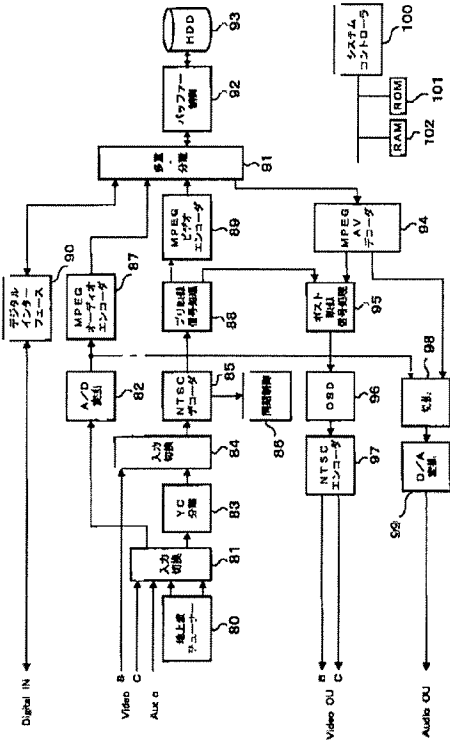 Digital IN
Video
B
C
地上波
チューナー
80
入力
切換
81
YC
分離
83
入力
切換
84
A/D
変換
82
NTSC
デコーダ
85
同期制御
86
デジタル
インター
フェース
90
MPEG
オーディオ
エンコーダ
87
プリ映像
信号処理
88
MPEG
ビデオ
エンコーダ
89
多重・
分離
81
バッファー
制御
92
HDD
93
MPEG
AV
デコーダ
94
ポスト
映像
信号処理
95
OSD
96
NTSC
エンコーダ
97
切換
98
D/A
変換
99
Video OU
B
C
Audio OU
システム
コントローラ
100
ROM
101
RAM
102